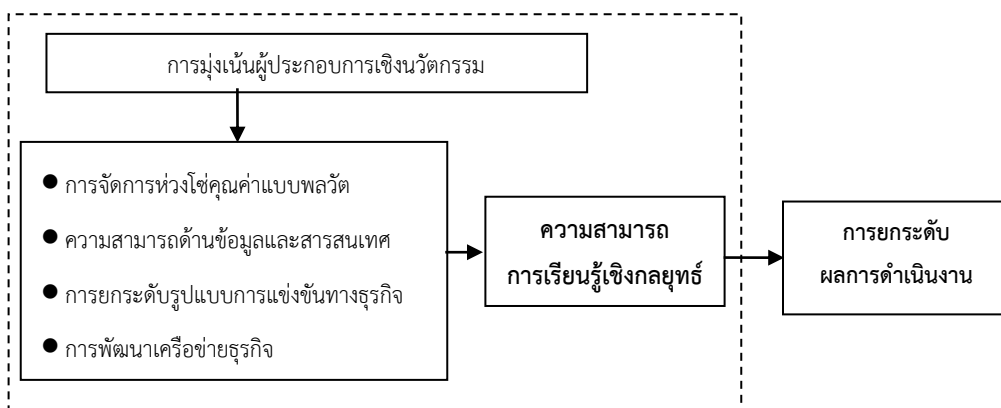 การมุ่งเน้นผู้ประกอบการเชิงนวัตกรรม
● การจัดการห่วงโซ่คุณค่าแบบพลวัต
● ความสามารถด้านข้อมูลและสารสนเทศ
● การยกระดับรูปแบบการแข่งขันทางธุรกิจ
● การพัฒนาเครือข่ายธุรกิจ
ความสามารถ
การเรียนรู้เชิงกลยุทธ์
การยกระดับ
ผลการดำเนินงาน